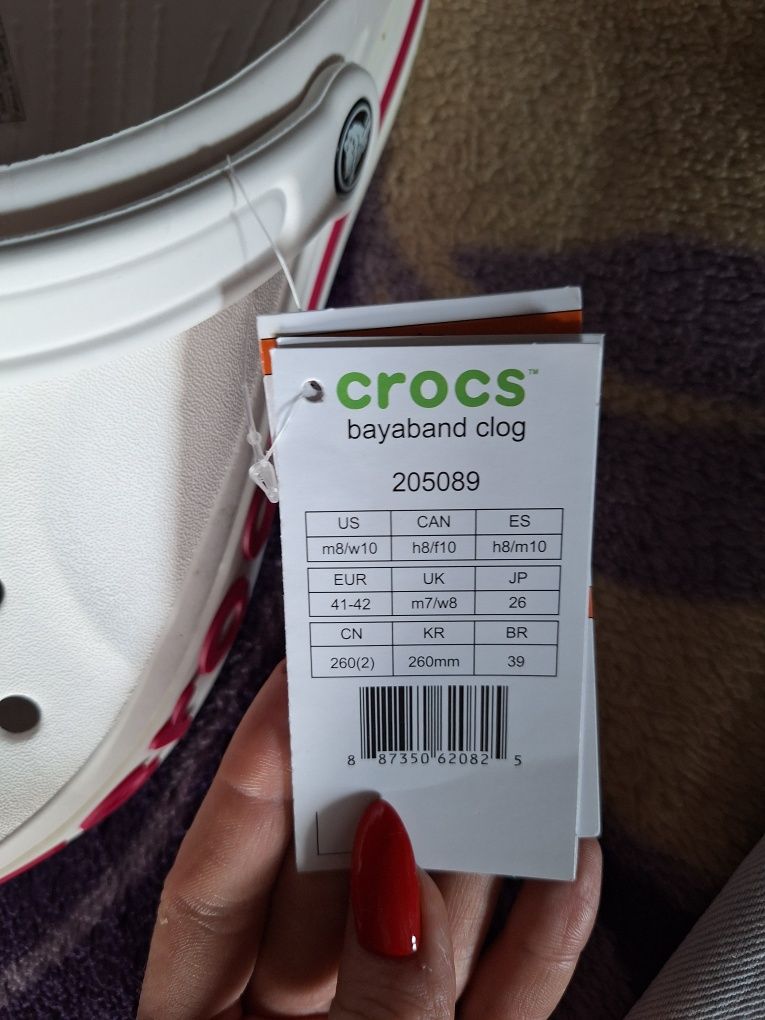 crocs™
bayaband clog
205089
US CAN ES
m8/w10 h8/f10 h8/m10
EUR UK JP
41-42 m7/w8 26
CN KR BR
260(2) 260mm 39
8 87350 62082 5